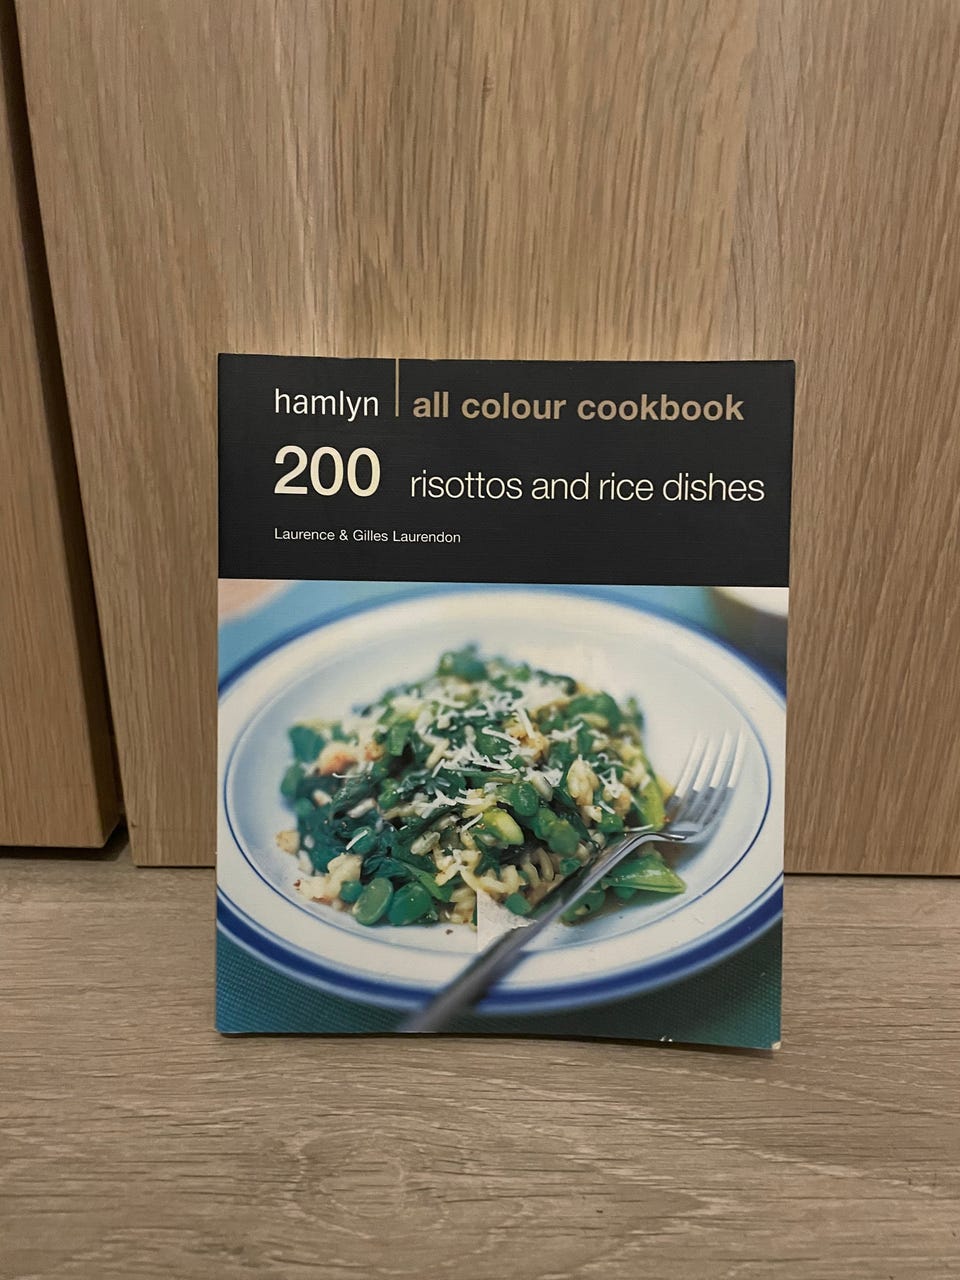 hamlyn all colour cookbook
200 risottos and rice dishes
Laurence & Gilles Laurendon